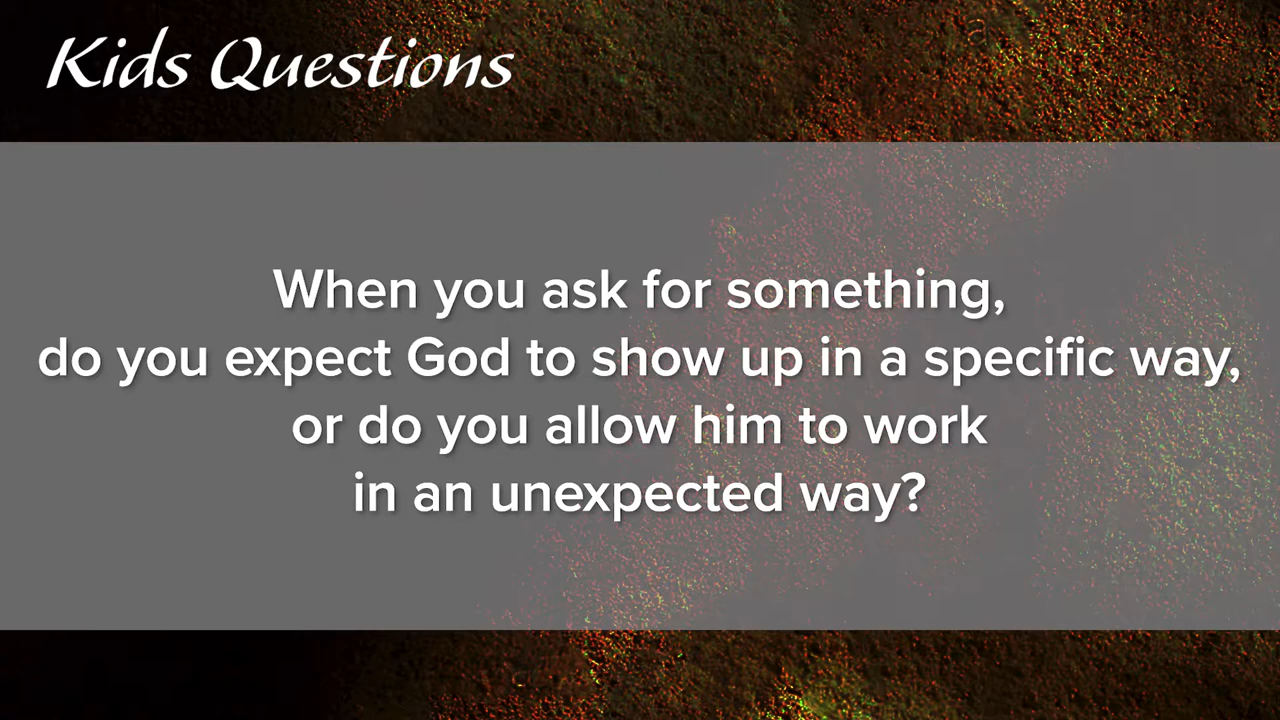 Kids Questions
When you ask for something,
do you expect God to show up in a specific way,
or do you allow him to work
in an unexpected way?